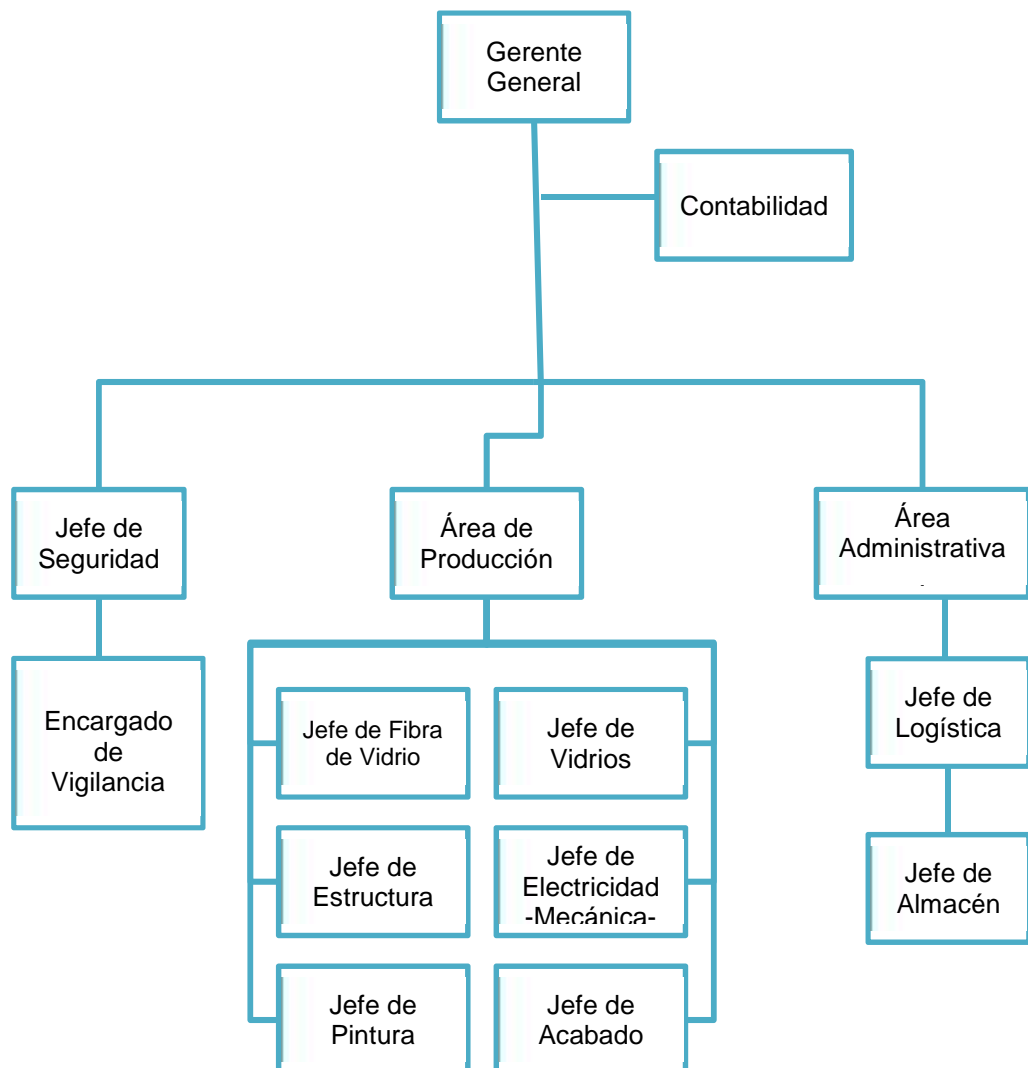 Gerente
General
Contabilidad
Jefe de
Seguridad
Área de
Producción
Área
Administrativa
Encargado
de
Vigilancia
Jefe de Fibra
de Vidrio
Jefe de
Vidrios
Jefe de
Logística
Jefe de
Estructura
Jefe de
Electricidad
-Mecánica-
Jefe de
Almacén
Jefe de
Pintura
Jefe de
Acabado